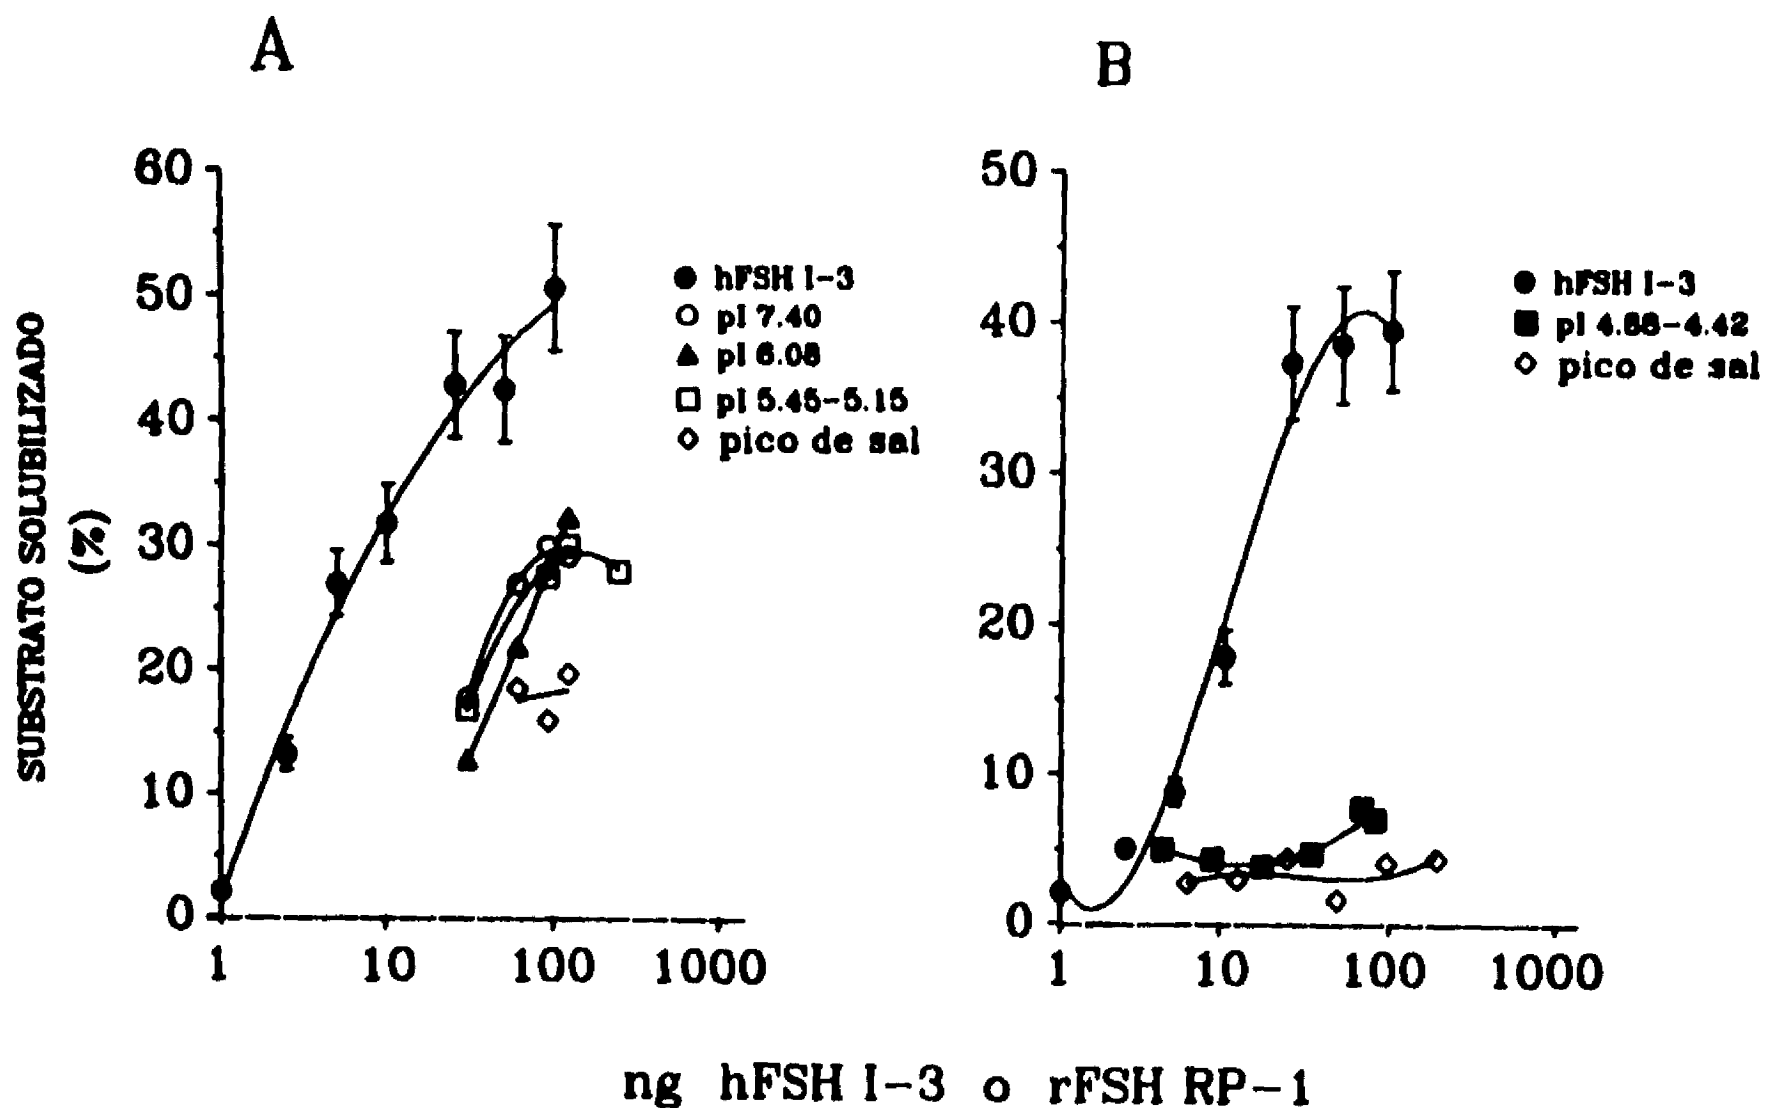 A
B
SUBSTRATO SOLUBILIZADO
(%)
60
50
40
30
20
10
0
1
10
100
1000
hFSH I-3
pI 7.40
pI 6.08
pI 5.45-5.15
pico de sal
50
40
30
20
10
0
1
10
100
1000
hFSH I-3
pI 4.88-4.42
pico de sal
ng hFSH I-3 o rFSH RP-1